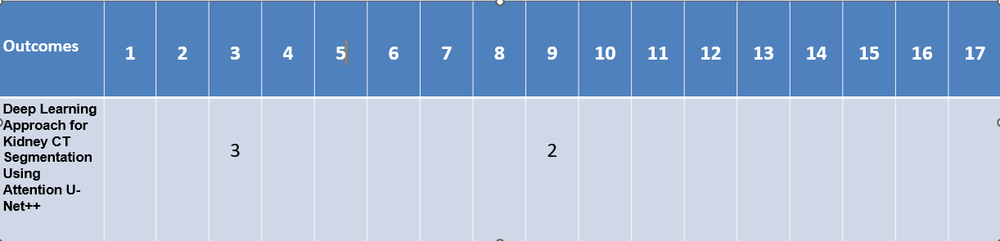 Outcomes 1 2 3 4 5 6 7 8 9 10 11 12 13 14 15 16 17
Deep Learning
Approach for
Kidney CT
Segmentation
Using
Attention U-
Net++
3 2